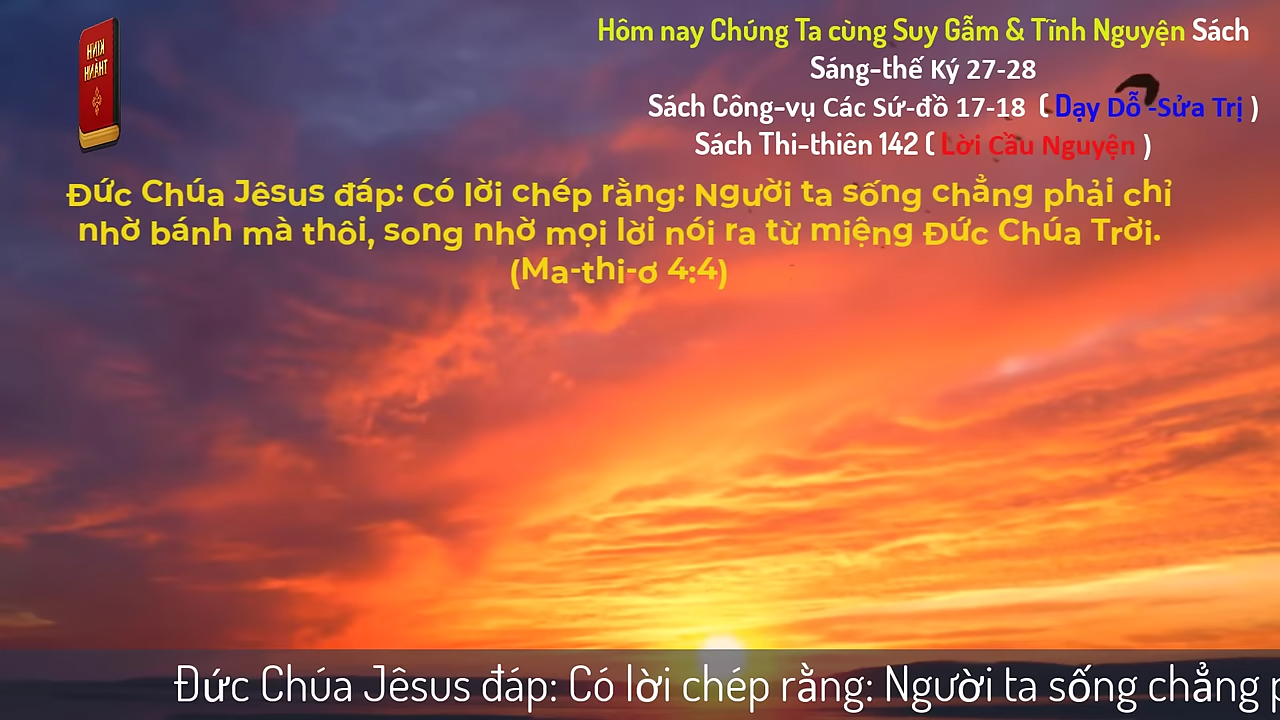 KINH
THÁNH
Hôm nay Chúng Ta cùng Suy Gẫm & Tĩnh Nguyện Sách
Sáng-thế Ký 27-28
Sách Công-vụ Các Sứ-đồ 17-18 ( Dạy Dỗ -Sửa Trị )
Sách Thi-thiên 142 ( Lời Cầu Nguyện )
Đức Chúa Jêsus đáp: Có lời chép rằng: Người ta sống chẳng phải chỉ
nhờ bánh mà thôi, song nhờ mọi lời nói ra từ miệng Đức Chúa Trời.
(Ma-thi-ơ 4:4)
Đức Chúa Jêsus đáp: Có lời chép rằng: Người ta sống chẳng p